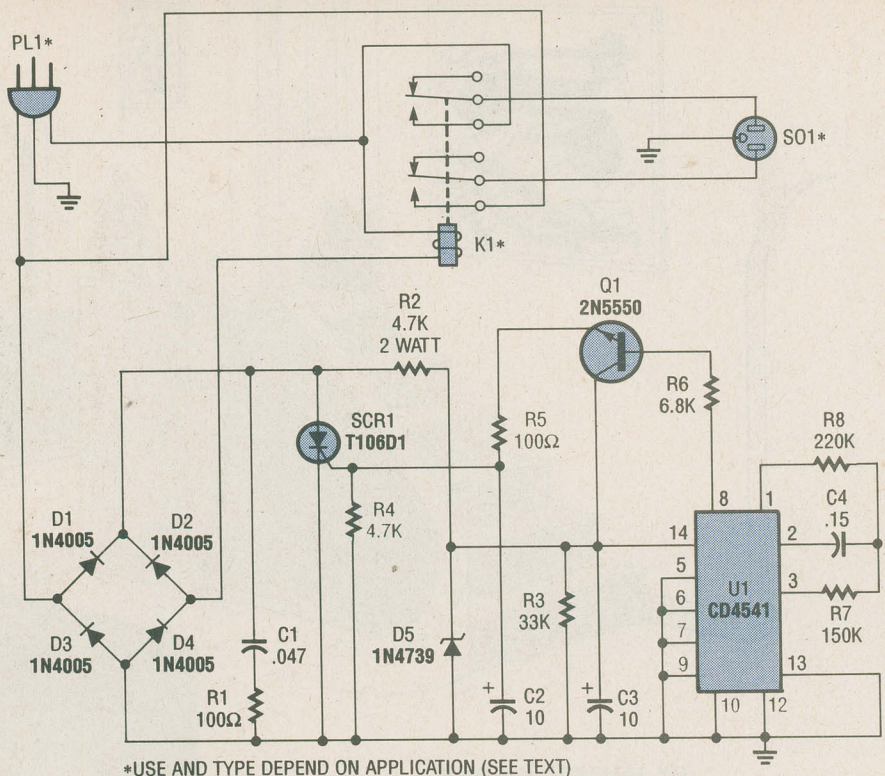 PL1*
SO1*
K1*
Q1
2N5550
R2
4.7K
2 WATT
R6
6.8K
R5
100Ω
R8
220K
SCR1
T106D1
R4
4.7K
C4
.15
8
1
14
2
5
3
6
7
9
13
10
12
U1
CD4541
R7
150K
D1
1N4005
D2
1N4005
D3
1N4005
D4
1N4005
R3
33K
D5
1N4739
C1
.047
R1
100Ω
+
C2
10
+
C3
10
*USE AND TYPE DEPEND ON APPLICATION (SEE TEXT)